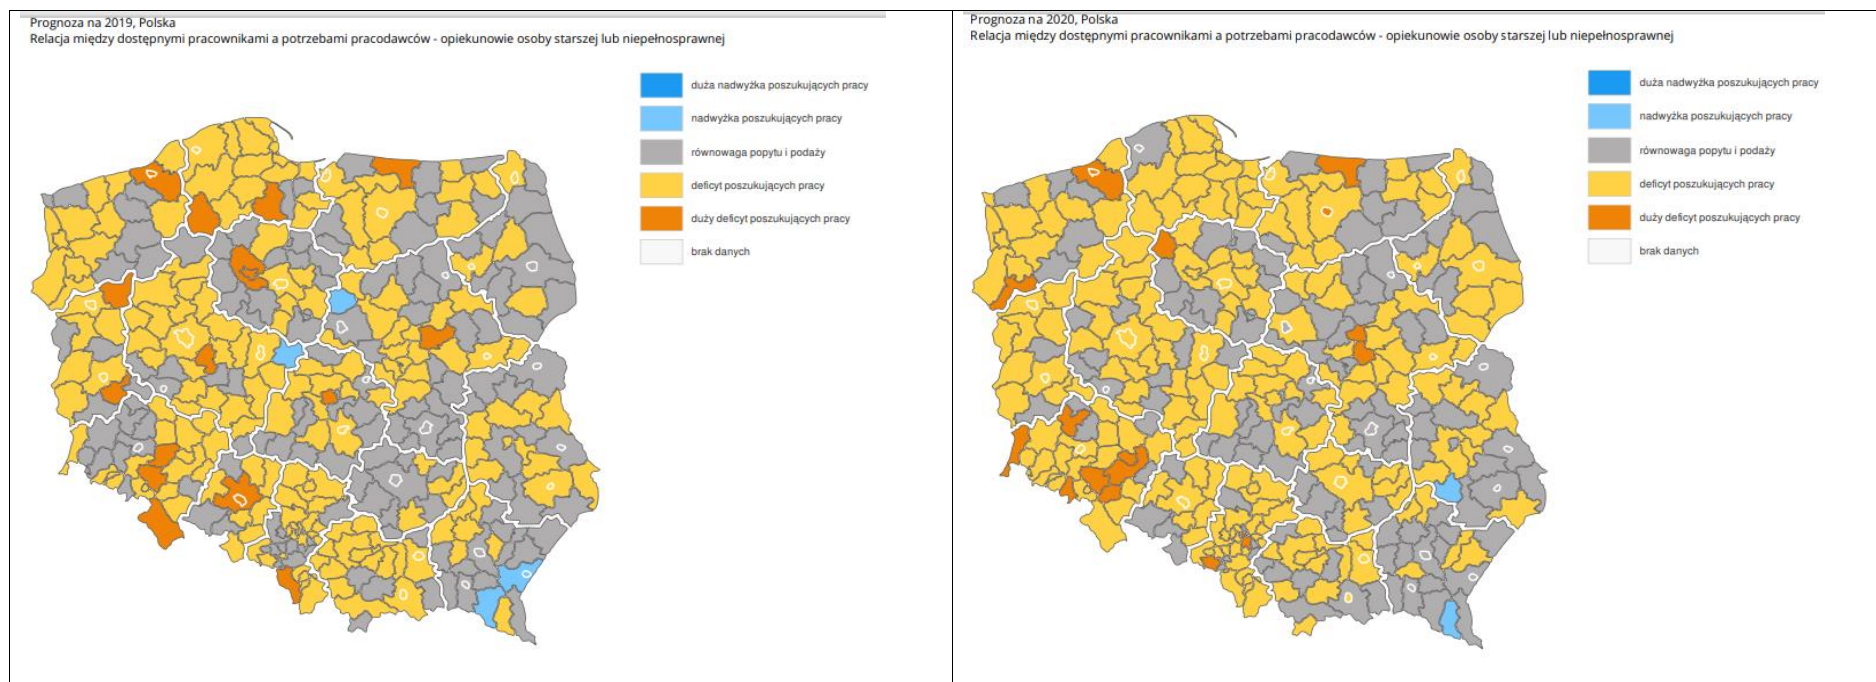 Prognoza na 2019, Polska
Relacja między dostępnymi pracownikami a potrzebami pracodawców - opiekunowie osoby starszej lub niepełnosprawnej
duża nadwyżka poszukujących pracy
nadwyżka poszukujących pracy
równowaga popytu i podaży
deficyt poszukujących pracy
duży deficyt poszukujących pracy
brak danych
Prognoza na 2020, Polska
Relacja między dostępnymi pracownikami a potrzebami pracodawców - opiekunowie osoby starszej lub niepełnosprawnej
duża nadwyżka poszukujących pracy
nadwyżka poszukujących pracy
równowaga popytu i podaży
deficyt poszukujących pracy
duży deficyt poszukujących pracy
brak danych